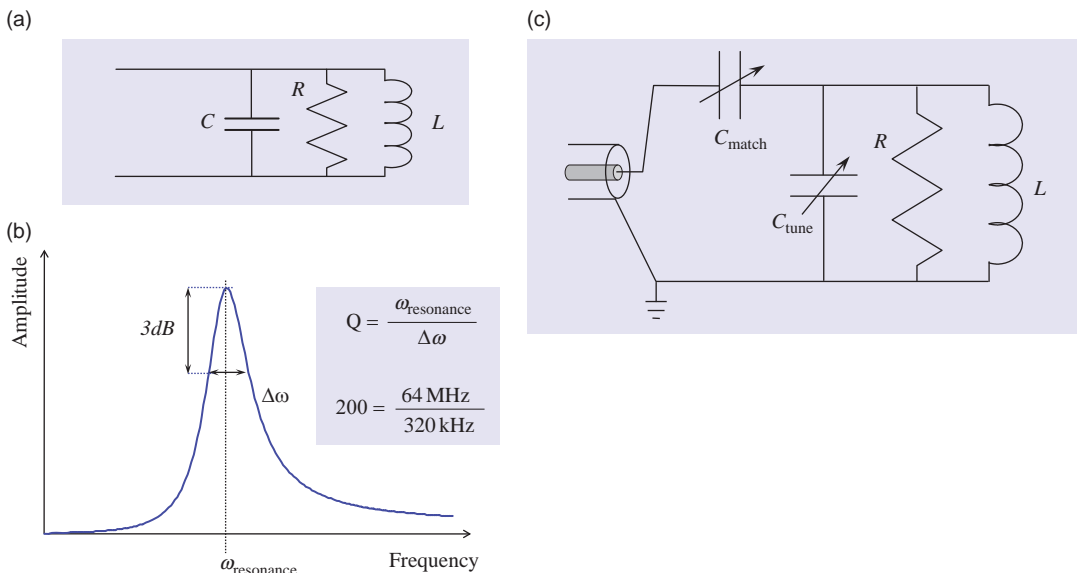 (a)
C
R
L
(b)
Amplitude
3dB
Δω
ω_resonance
Frequency
Q = ω_resonance / Δω
200 = 64 MHz / 320 kHz
(c)
C_match
R
C_tune
L